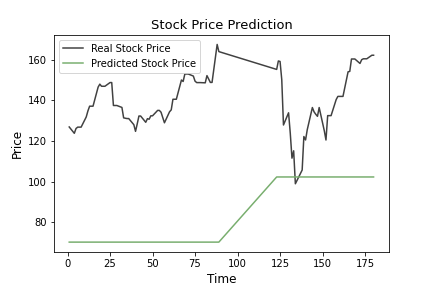 Stock Price Prediction
Real Stock Price
Predicted Stock Price
160
140
120
100
80
Price
0 25 50 75 100 125 150 175
Time